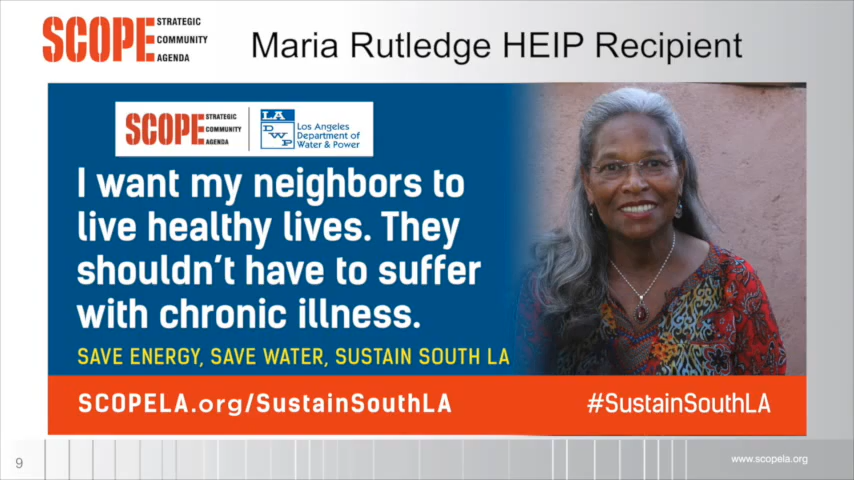 SCOPE STRATEGIC COMMUNITY AGENDA
Maria Rutledge HEIP Recipient
SCOPE STRATEGIC COMMUNITY AGENDA
LA DWP Los Angeles Department of Water & Power
I want my neighbors to
live healthy lives. They
shouldn't have to suffer
with chronic illness.
SAVE ENERGY, SAVE WATER, SUSTAIN SOUTH LA
SCOPELA.org/SustainSouthLA
#SustainSouthLA
9
www.scopela.org